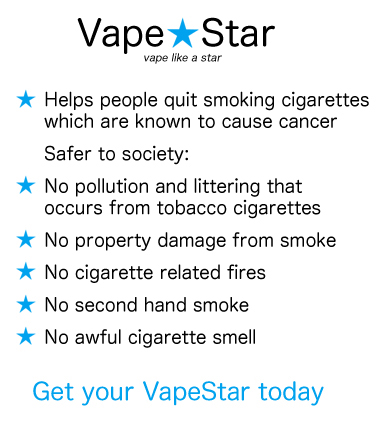 Vape★Star
vape like a star
★ Helps people quit smoking cigarettes
which are known to cause cancer
Safer to society:
★ No pollution and littering that
occurs from tobacco cigarettes
★ No property damage from smoke
★ No cigarette related fires
★ No second hand smoke
★ No awful cigarette smell
Get your VapeStar today